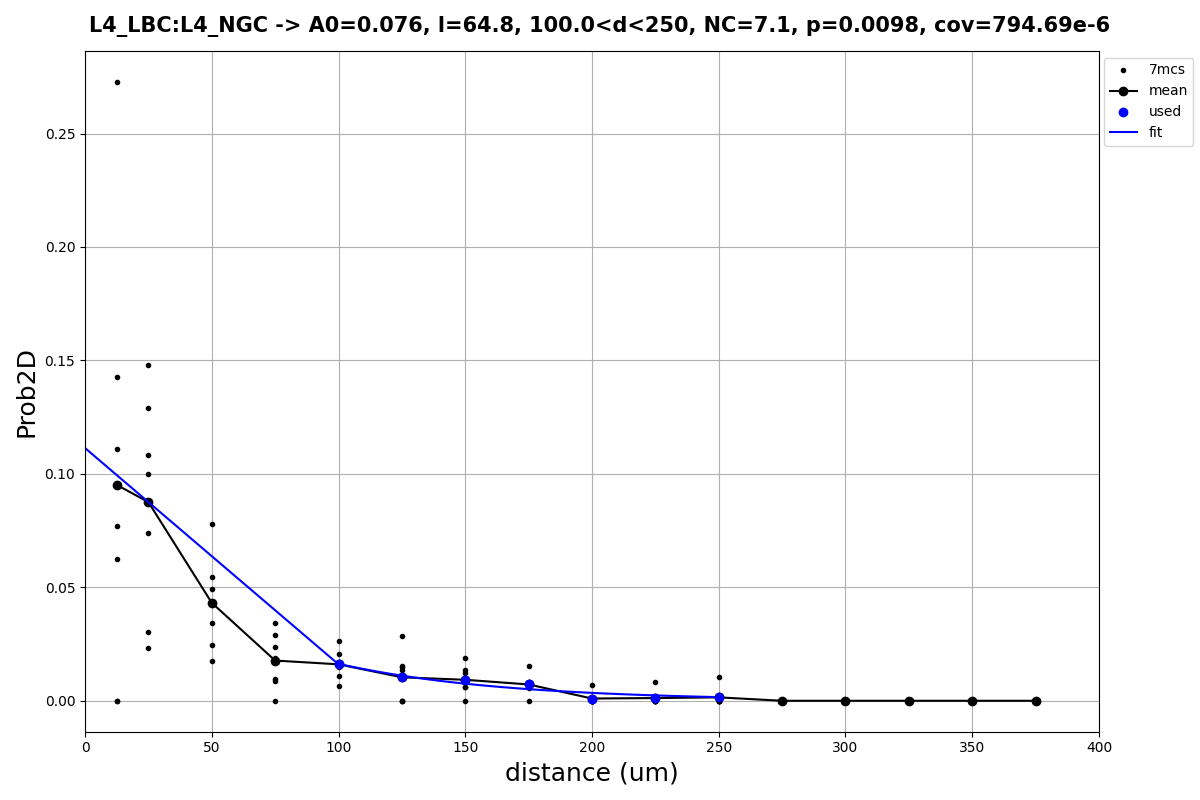 L4_LBC:L4_NGC -> A0=0.076, l=64.8, 100.0<d<250, NC=7.1, p=0.0098, cov=794.69e-6
7mcs
mean
used
fit
0.25
0.20
0.15
0.10
0.05
0.00
Prob2D
0 50 100 150 200 250 300 350 400
distance (um)